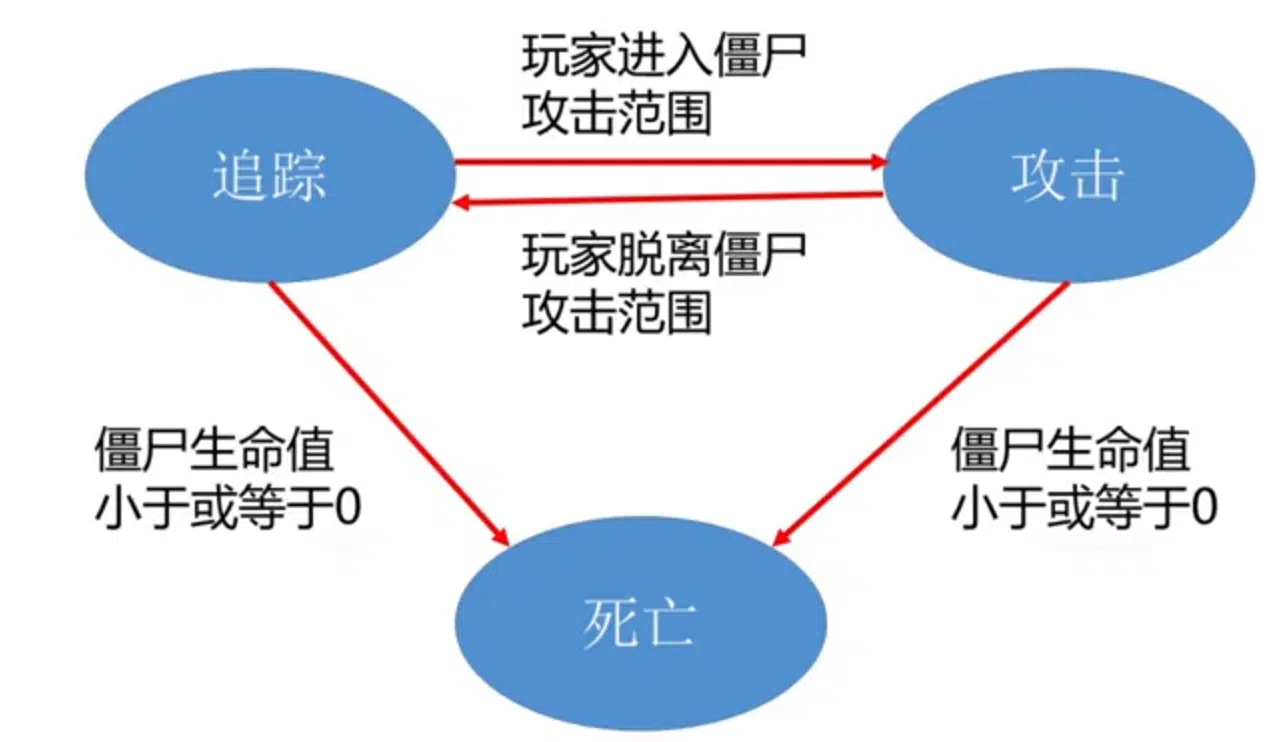 玩家进入僵尸
攻击范围
追踪
攻击
玩家脱离僵尸
攻击范围
僵尸生命值
小于或等于0
僵尸生命值
小于或等于0
死亡